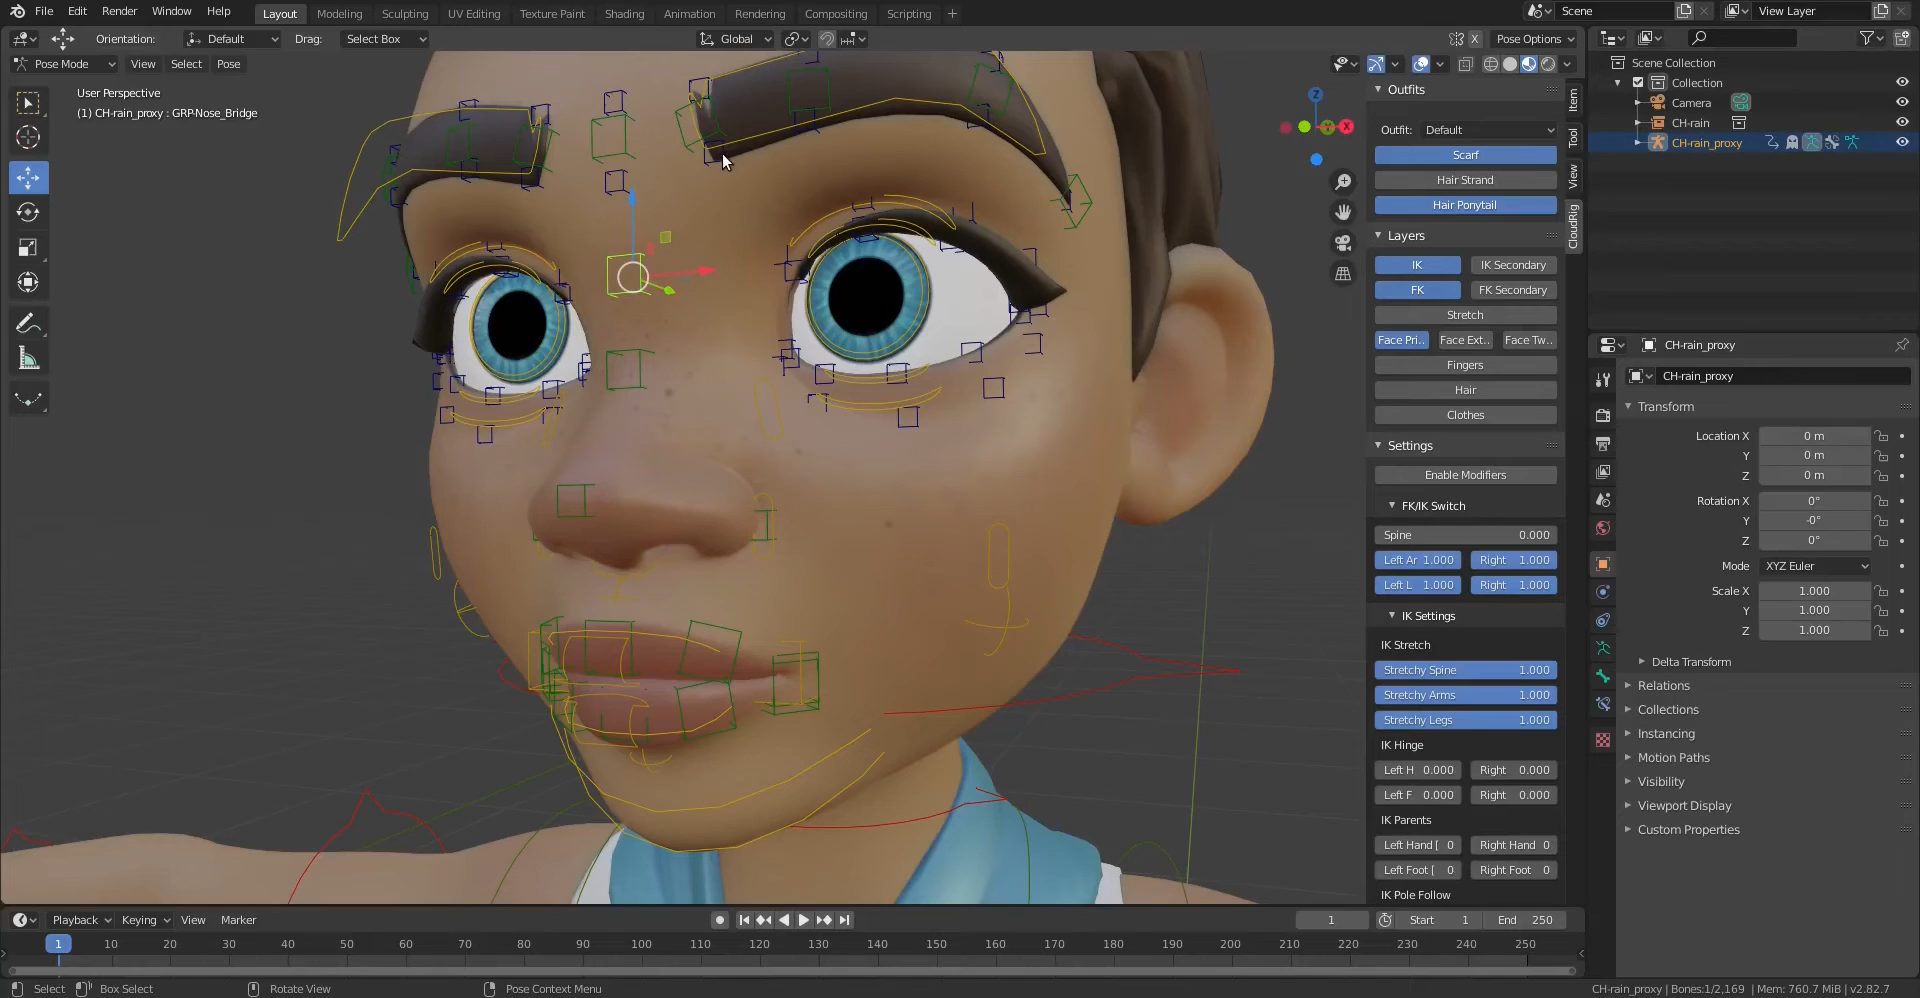 File Edit Render Window Help Layout Modeling Sculpting UV Editing Texture Paint Shading Animation Rendering Compositing Scripting + Scene View Layer
Orientation: Default Drag: Select Box Global X Pose Options
Pose Mode View Select Pose
User Perspective
(1) CH-rain_proxy : GRP-Nose_Bridge
Z
X
Outfits
Outfit: Default
Scarf
Hair Strand
Hair Ponytail
Layers
IK IK Secondary
FK FK Secondary
Stretch
Face Pri.. Face Ext.. Face Tw..
Fingers
Hair
Clothes
Settings
Enable Modifiers
FK/IK Switch
Spine 0.000
Left Ar 1.000 Right 1.000
Left L 1.000 Right 1.000
IK Settings
IK Stretch
Stretchy Spine 1.000
Stretchy Arms 1.000
Stretchy Legs 1.000
IK Hinge
Left H 0.000 Right 0.000
Left F 0.000 Right 0.000
IK Parents
Left Hand [ 0 Right Hand 0
Left Foot [ 0 Right Foot 0
IK Pole Follow
Item
Tool
View
CloudRig
Scene Collection
Collection
Camera
CH-rain
CH-rain_proxy
CH-rain_proxy
CH-rain_proxy
Transform
Location X 0 m
Y 0 m
Z 0 m
Rotation X 0°
Y -0°
Z 0°
Mode XYZ Euler
Scale X 1.000
Y 1.000
Z 1.000
Delta Transform
Relations
Collections
Instancing
Motion Paths
Visibility
Viewport Display
Custom Properties
Playback Keying View Marker 1 Start 1 End 250
1 10 20 30 40 50 60 70 80 90 100 110 120 130 140 150 160 170 180 190 200 210 220 230 240 250
Select Box Select Rotate View Pose Context Menu CH-rain_proxy | Bones:1/2,169 | Mem: 760.7 MiB | v2.82.7